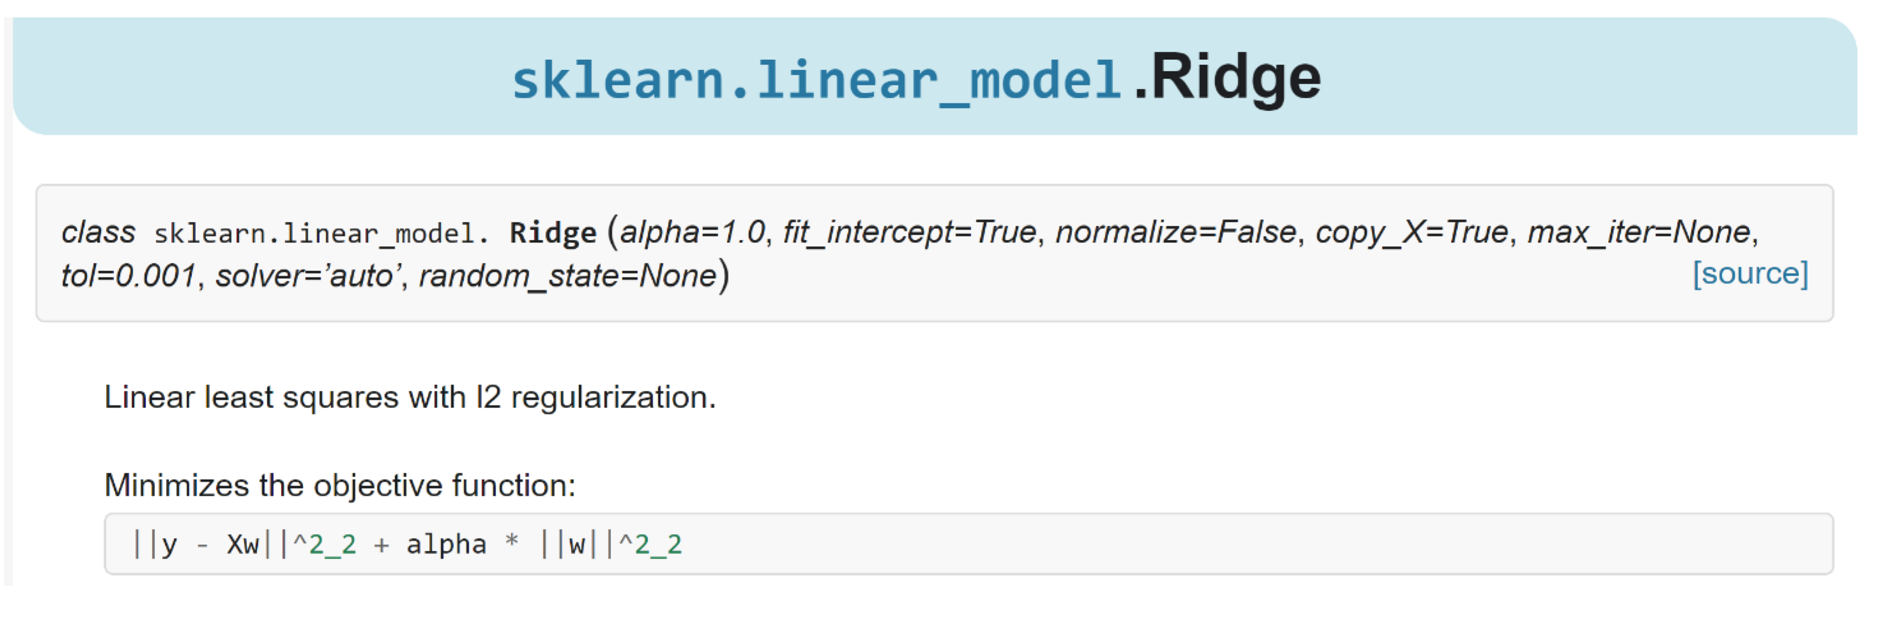 sklearn.linear_model.Ridge
class sklearn.linear_model. Ridge (alpha=1.0, fit_intercept=True, normalize=False, copy_X=True, max_iter=None,
tol=0.001, solver=’auto’, random_state=None)
[source]
Linear least squares with l2 regularization.
Minimizes the objective function:
||y - Xw||^2_2 + alpha * ||w||^2_2